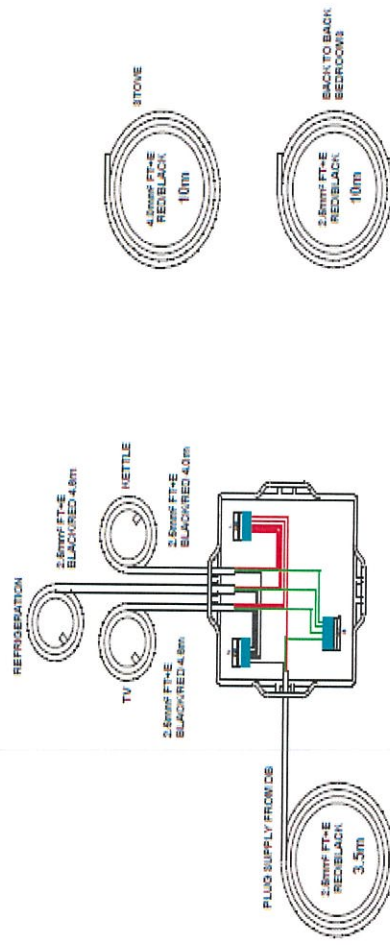 REFRIGERATION
2.5mm² FT+E
BLACK/RED 4.8m
KETTLE
2.5mm² FT+E
BLACK/RED 4.0m
TV
2.5mm² FT+E
BLACK/RED 4.8m
PLUG SUPPLY FROM DB
2.5mm² FT+E
RED/BLACK
3.5m
STOVE
4.0mm² FT+E
RED/BLACK
10m
BACK TO BACK
BEDROOMS
2.5mm² FT+E
RED/BLACK
10m